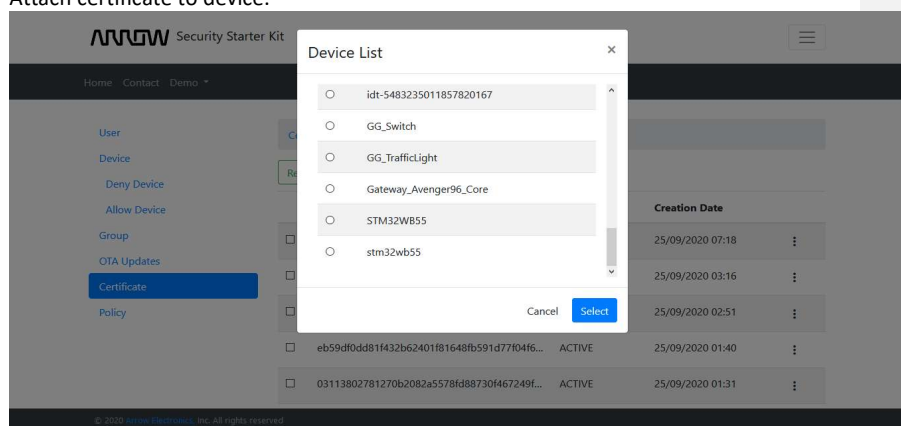 Attach certificate to device.
ARROW Security Starter Kit
Home Contact Demo
Device List ×
idt-5483235011857820167
GG_Switch
GG_TrafficLight
Gateway_Avenger96_Core
STM32WB55
stm32wb55
Cancel Select
User
Device
Deny Device
Allow Device
Group
OTA Updates
Certificate
Policy
Creation Date
25/09/2020 07:18
25/09/2020 03:16
25/09/2020 02:51
eb59df0dd81f432b62401f81648fb591d77f04f6... ACTIVE 25/09/2020 01:40
03113802781270b2082a5578fd88730f467249f... ACTIVE 25/09/2020 01:31
© 2020 Arrow Electronics, Inc. All rights reserved